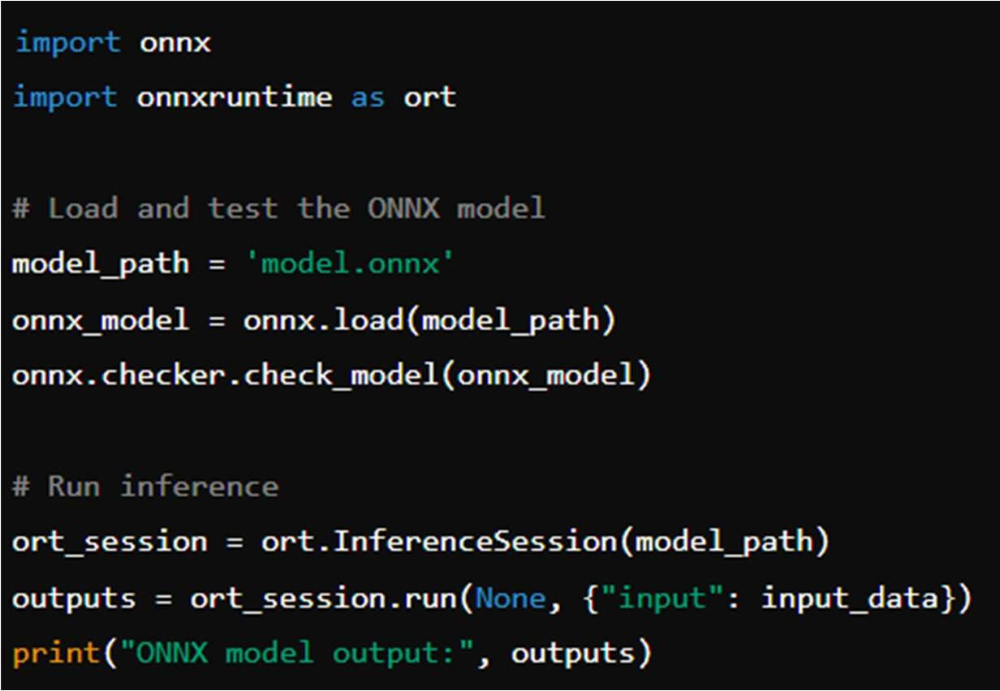 import onnx
import onnxruntime as ort
# Load and test the ONNX model
model_path = 'model.onnx'
onnx_model = onnx.load(model_path)
onnx.checker.check_model(onnx_model)
# Run inference
ort_session = ort.InferenceSession(model_path)
outputs = ort_session.run(None, {"input": input_data})
print("ONNX model output:", outputs)